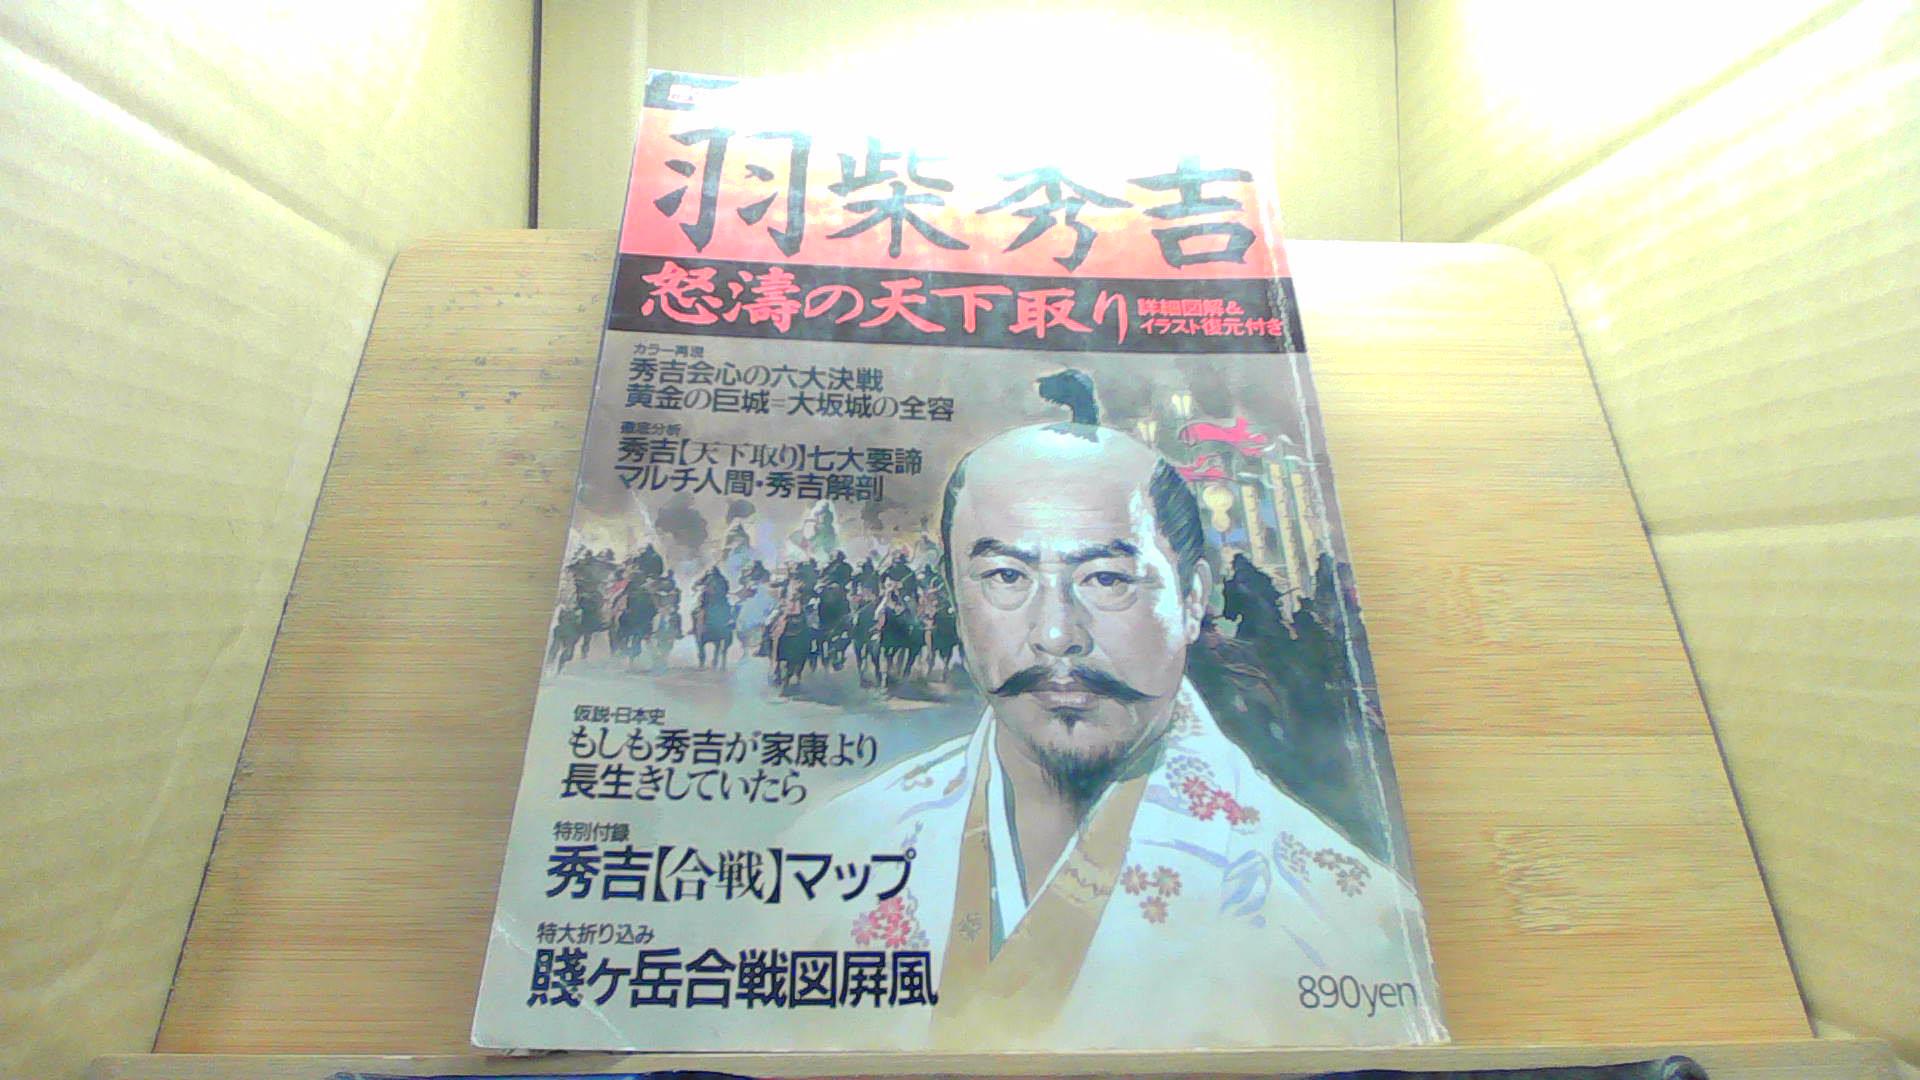 羽柴秀吉
怒濤の天下取り
詳細図解&
イラスト復元付き
カラー再現
秀吉会心の六大決戦
黄金の巨城=大坂城の全容
徹底分析
秀吉【天下取り】七大要諦
マルチ人間・秀吉解剖
仮説・日本史
もしも秀吉が家康より
長生きしていたら
特別付録
秀吉【合戦】マップ
特大折り込み
賤ヶ岳合戦図屏風
890yen